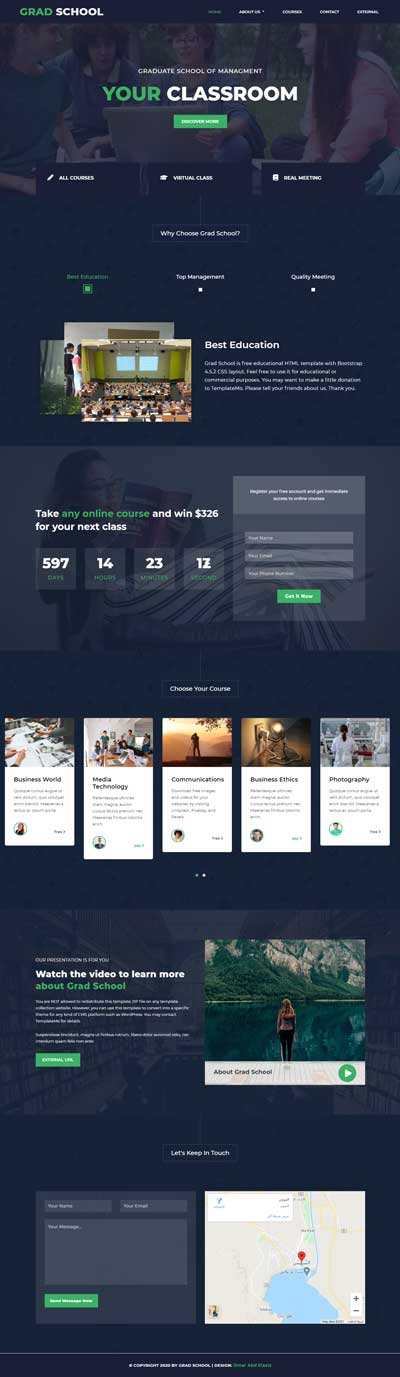 GRAD SCHOOL
HOME
ABOUT US
COURSES
CONTACT
EXTERNAL
GRADUATE SCHOOL OF MANAGMENT
YOUR CLASSROOM
DISCOVER MORE
ALL COURSES
VIRTUAL CLASS
REAL MEETING
Why Choose Grad School?
Best Education
Top Management
Quality Meeting
Best Education
Grad School is free educational HTML template with Bootstrap
4.5.2 CSS layout. Feel free to use it for educational or
commercial purposes. You may want to make a little donation
to TemplateMo. Please tell your friends about us. Thank you.
Take any online course and win $326
for your next class
597
14
23
12
DAYS
HOURS
MINUTES
SECOND
Register your free account and get immediate
access to online courses
Your Name
Your Email
Your Phone Number
Get It Now
Choose Your Course
Business World
Quisque cursus augue ut
velit dictum, quis volutpat
enim blandit. Maecenas a
lectus ac ipsum porta.
Free
Media
Technology
Pellentesque ultrices
diam magna, auctor
cursus lectus pretium nec.
Maecenas finibus lobortis
enim.
Communications
Download free images
and videos for your
websites by visiting
Unsplash, Pixabay, and
Pexels.
Free
Business Ethics
Pellentesque ultrices
diam magna, auctor
cursus lectus pretium nec.
Maecenas finibus lobortis
enim.
Photography
Quisque cursus augue ut
velit dictum, quis volutpat
enim blandit. Maecenas a
lectus ac ipsum porta.
Free
OUR PRESENTATION IS FOR YOU
Watch the video to learn more
about Grad School
You are NOT allowed to redistribute this template ZIP file on any template
collection website. However, you can use this template to convert into a specific
theme for any kind of CMS platform such as WordPress. You may contact
TemplateMo for details.
Suspendisse tincidunt, magna ut finibus rutrum, libero dolor euismod odio, nec
interdum quam felis non ante.
EXTERNAL URL
About Grad School
Let's Keep In Touch
Your Name
Your Email
Your Message...
Send Message Now
© COPYRIGHT 2020 BY GRAD SCHOOL | DESIGN: